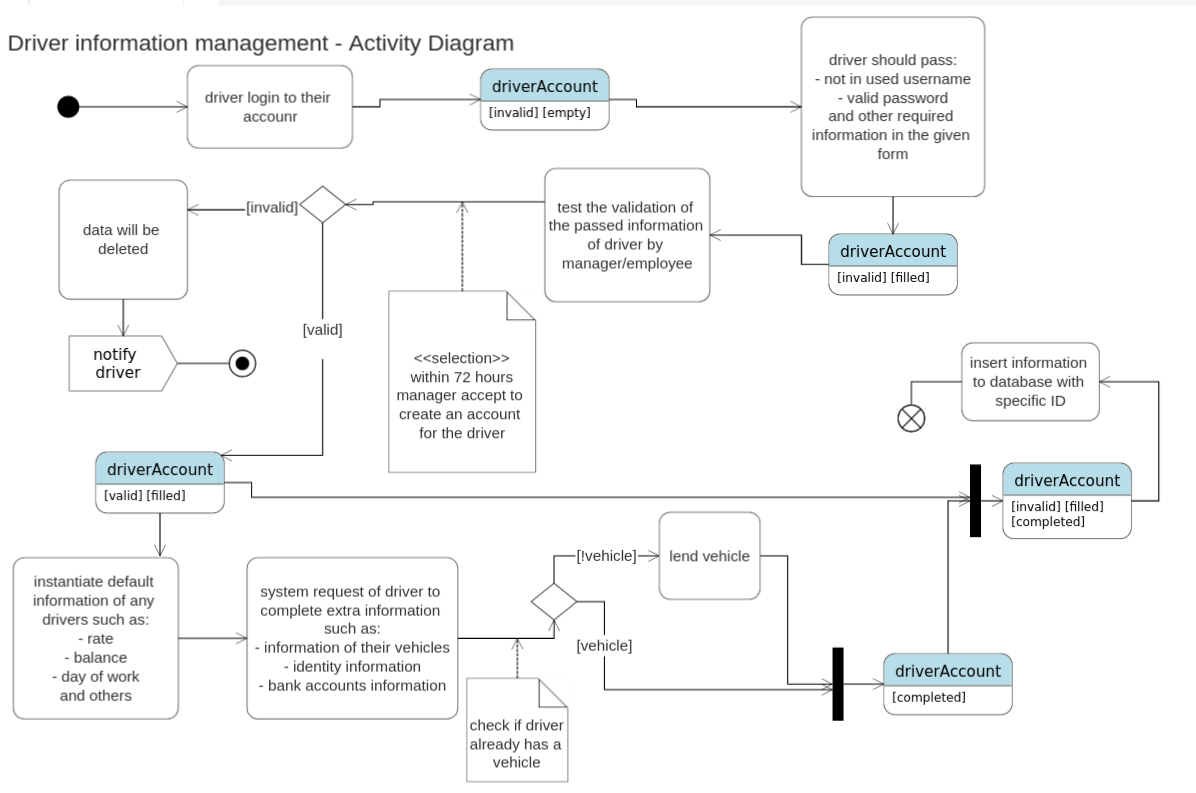 Driver information management - Activity Diagram
driver login to their
accounr
driverAccount
[invalid] [empty]
driver should pass:
- not in used username
- valid password
and other required
information in the given
form
driverAccount
[invalid] [filled]
test the validation of
the passed information
of driver by
manager/employee
<<selection>>
within 72 hours
manager accept to
create an account
for the driver
[invalid]
data will be
deleted
notify
driver
[valid]
driverAccount
[valid] [filled]
instantiate default
information of any
drivers such as:
- rate
- balance
- day of work
and others
system request of driver to
complete extra information
such as:
- information of their vehicles
- identity information
- bank accounts information
check if driver
already has a
vehicle
[!vehicle]
lend vehicle
[vehicle]
driverAccount
[completed]
driverAccount
[invalid] [filled]
[completed]
insert information
to database with
specific ID